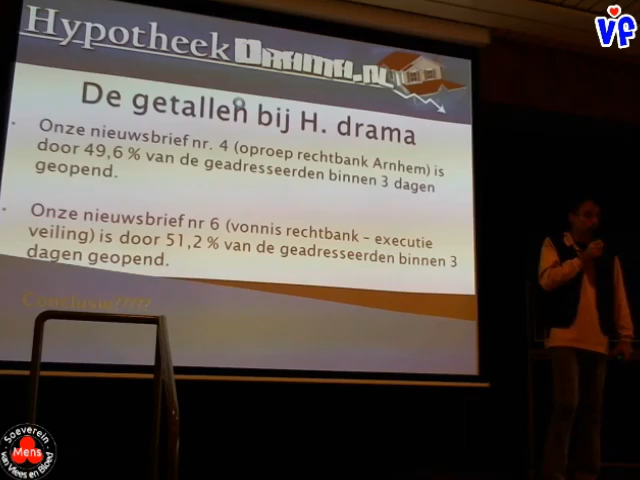 VF
HypotheekDrama.nl
De getallen bij H. drama
Onze nieuwsbrief nr. 4 (oproep rechtbank Arnhem) is
door 49,6 % van de geadresseerden binnen 3 dagen
geopend.
Onze nieuwsbrief nr 6 (vonnis rechtbank – executie
veiling) is door 51,2 % van de geadresseerden binnen 3
dagen geopend.
Conclusie?????
Soeverein
Mens
van Vlees en Bloed